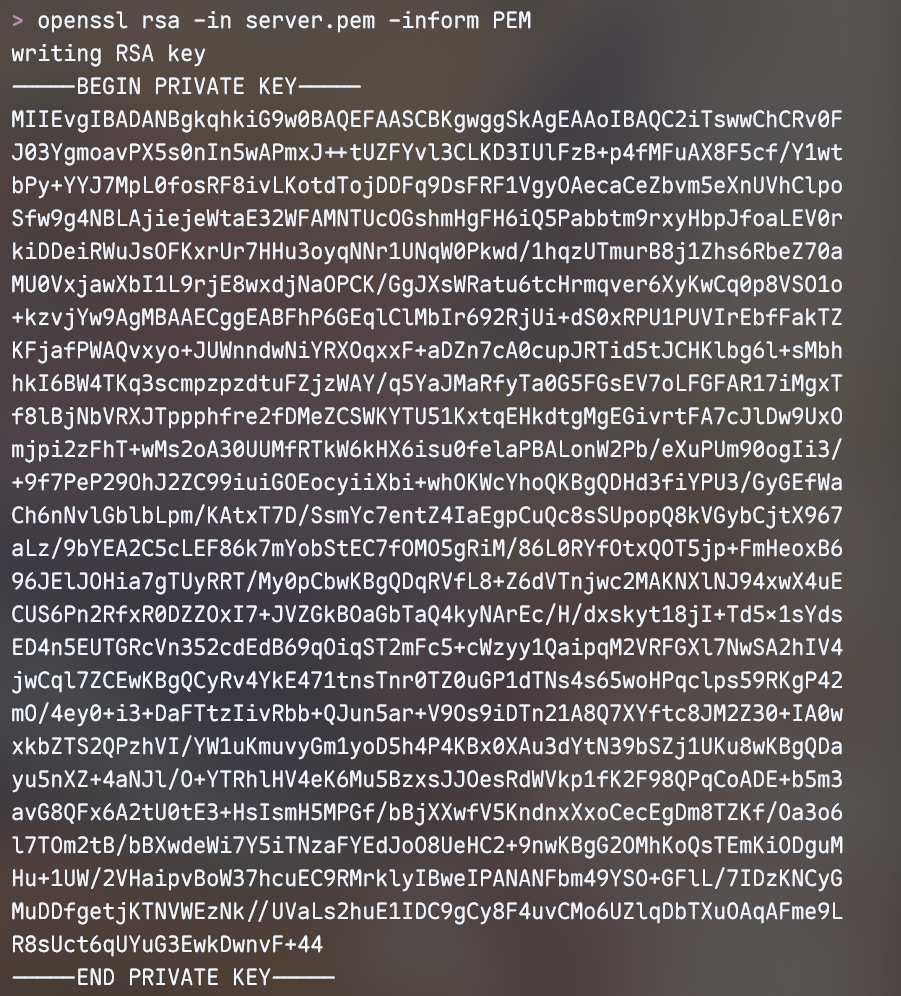 > openssl rsa -in server.pem -inform PEM
writing RSA key
-----BEGIN PRIVATE KEY-----
MIIEvgIBADANBgkqhkiG9w0BAQEFAASCBKgwggSkAgEAAoIBAQC2iTswwChCRv0F
J03YgmoavPX5s0nIn5wAPmxJ++tUZFYvl3CLKD3IUlFzB+p4fMFuAX8F5cf/Y1wt
bPy+YYJ7MpL0fosRF8ivLKotdTojDDFq9DsFRF1VgyOAecaCeZbvm5eXnUVhClpo
Sfw9g4NBLAjiejeWtaE32WFAMNTUcOGshmHgFH6iQ5Pabbtm9rxyHbpJfoaLEV0r
kiDDeiRWuJsOFKxrUr7HHu3oyqNNr1UNqW0Pkwd/1hqzUTmurB8j1Zhs6RbeZ70a
MU0VxjawXbI1L9rjE8wxdjNaOPCK/GgJXsWRatu6tcHrmqver6XyKwCq0p8VSO1o
+kzvjYw9AgMBAAECggEABFhP6GEqlClMbIr692RjUi+dS0xRPU1PUVIrEbfFakTZ
KFjafPWAQvxyo+JUWnndwNiYRXOqxxF+aDZn7cA0cupJRTid5tJCHKlbg6l+sMbh
hkI6BW4TKq3scmpzpzdtuFZjzWAY/q5YaJMaRfyTa0G5FGsEV7oLFGFAR17iMgxT
f8lBjNbVRXJTppphfre2fDMeZCSWKYTU51KxtqEHkdtgMgEGivrtFA7cJlDw9UxO
mjpi2zFhT+wMs2oA30UUMfRTkW6kHX6isu0felaPBALonW2Pb/eXuPUm90ogIi3/
+9f7PeP29OhJ2ZC99iuiGOEocyiiXbi+whOKWcYhoQKBgQDHd3fiYPU3/GyGEfWa
Ch6nNvlGblbLpm/KAtxT7D/SsmYc7entZ4IaEgpCuQc8sSUpopQ8kVGybCjtX967
aLz/9bYEA2C5cLEF86k7mYobStEC7fOMO5gRiM/86L0RYfOtxQOT5jp+FmHeoxB6
96JElJOHia7gTUyRRT/My0pCbwKBgQDqRVfL8+Z6dVTnjwc2MAKNXlNJ94xwX4uE
CUS6Pn2RfxR0DZZOxI7+JVZGkBOaGbTaQ4kyNArEc/H/dxskyt18jI+Td5x1sYds
ED4n5EUTGRcVn352cdEdB69qOiqST2mFc5+cWzyy1QaipqM2VRFGXl7NwSA2hIV4
jwCql7ZCEwKBgQCyRv4YkE471tnsTnr0TZ0uGP1dTNs4s65woHPqclps59RKgP42
mO/4ey0+i3+DaFTtzIivRbb+QJun5ar+V9Os9iDTn21A8Q7XYftc8JM2Z30+IA0w
xkbZTS2QPzhVI/YW1uKmuvyGm1yoD5h4P4KBx0XAu3dYtN39bSZj1UKu8wKBgQDa
yu5nXZ+4aNJl/O+YTRhlHV4eK6Mu5BzxsJJOesRdWVkp1fK2F98QPqCoADE+b5m3
avG8QFx6A2tU0tE3+HsIsmH5MPGf/bBjXXwfV5KndnxXxoCecEgDm8TZKf/Oa3o6
l7TOm2tB/bBXwdeWi7Y5iTNzaFYEdJoO8UeHC2+9nwKBgG2OMhKoQsTEmKiODguM
Hu+1UW/2VHaipvBoW37hcuEC9RMrklyIBweIPANANFbm49YSO+GFlL/7IDzKNCyG
MuDDfgetjKTNVWEzNk//UVaLs2huE1IDC9gCy8F4uvCMo6UZlqDbTXuOAqAFme9L
R8sUct6qUYuG3EwkDwnvF+44
-----END PRIVATE KEY-----